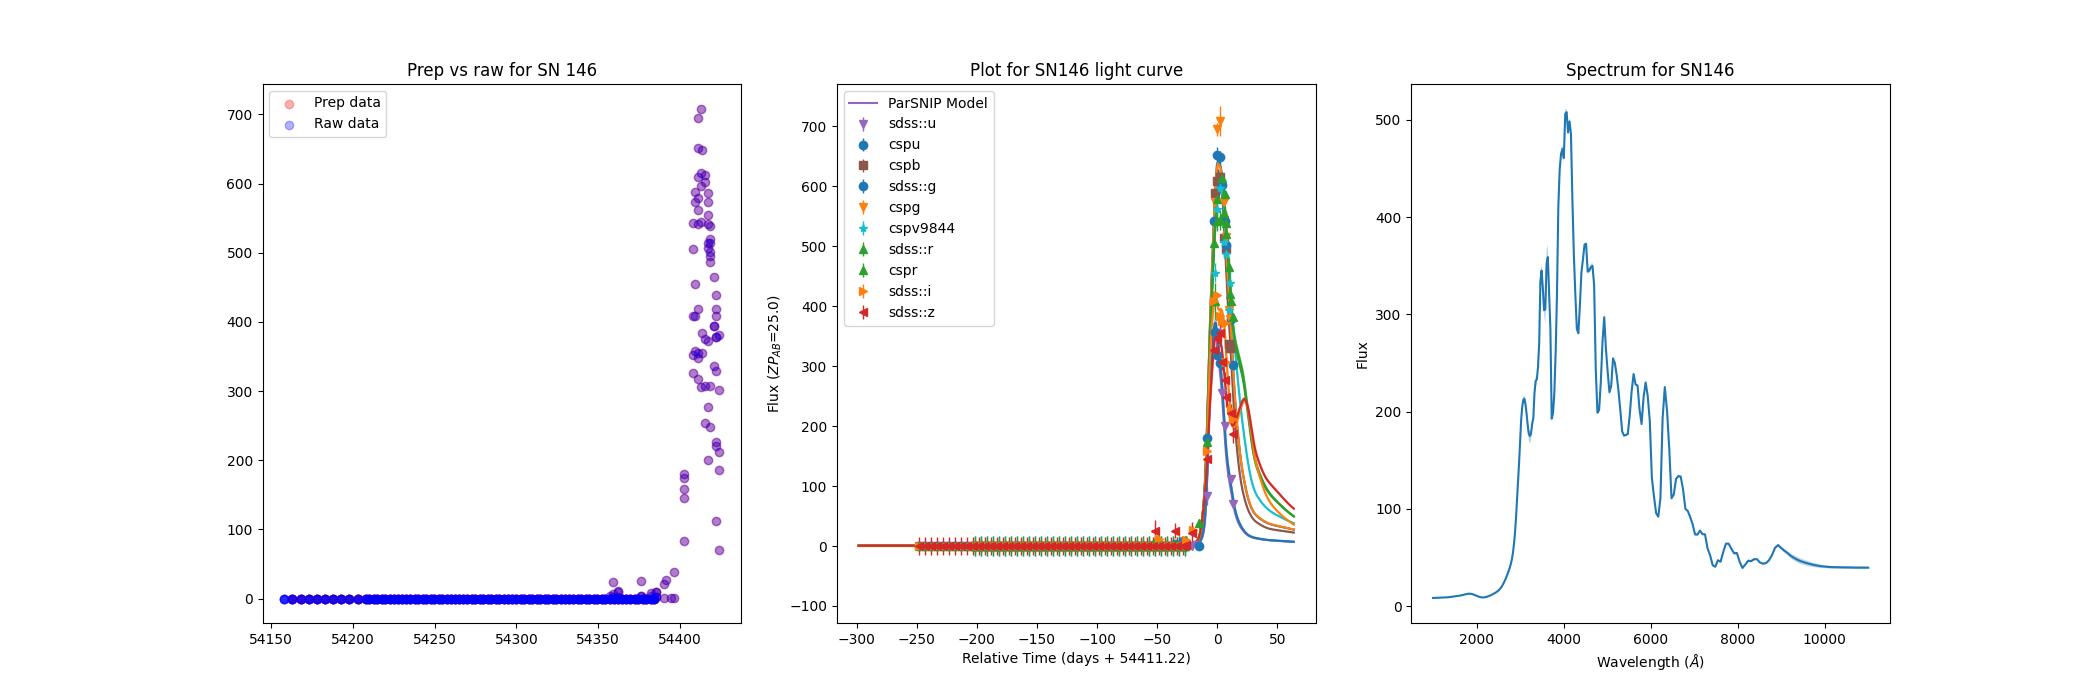 Prep vs raw for SN 146
Prep data
Raw data
700
600
500
400
300
200
100
0
54150
54200
54250
54300
54350
54400
Plot for SN146 light curve
ParSNIP Model
sdss::u
cspu
cspb
sdss::g
cspg
cspv9844
sdss::r
cspr
sdss::i
sdss::z
Flux (ZP_AB=25.0)
700
600
500
400
300
200
100
0
−100
−300
−250
−200
−150
−100
−50
0
50
Relative Time (days + 54411.22)
Spectrum for SN146
Flux
500
400
300
200
100
0
2000
4000
6000
8000
10000
Wavelength (Å)